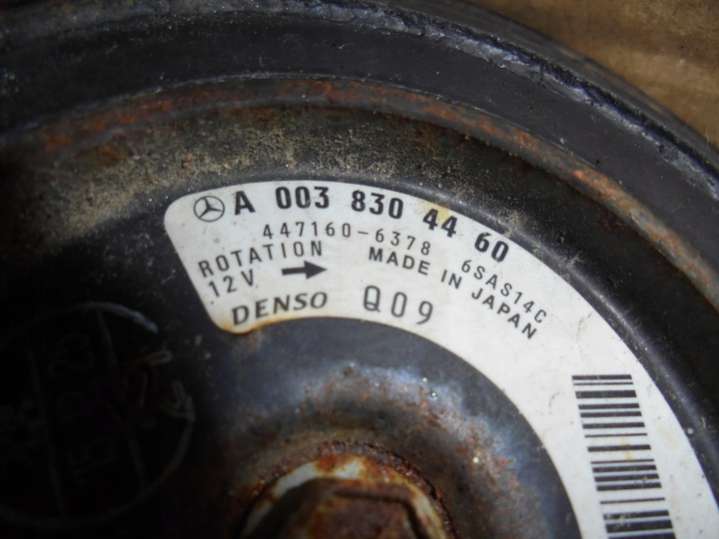 A 003 830 44 60
447160-6378 6SAS14C
ROTATION MADE IN JAPAN
12V
DENSO Q09